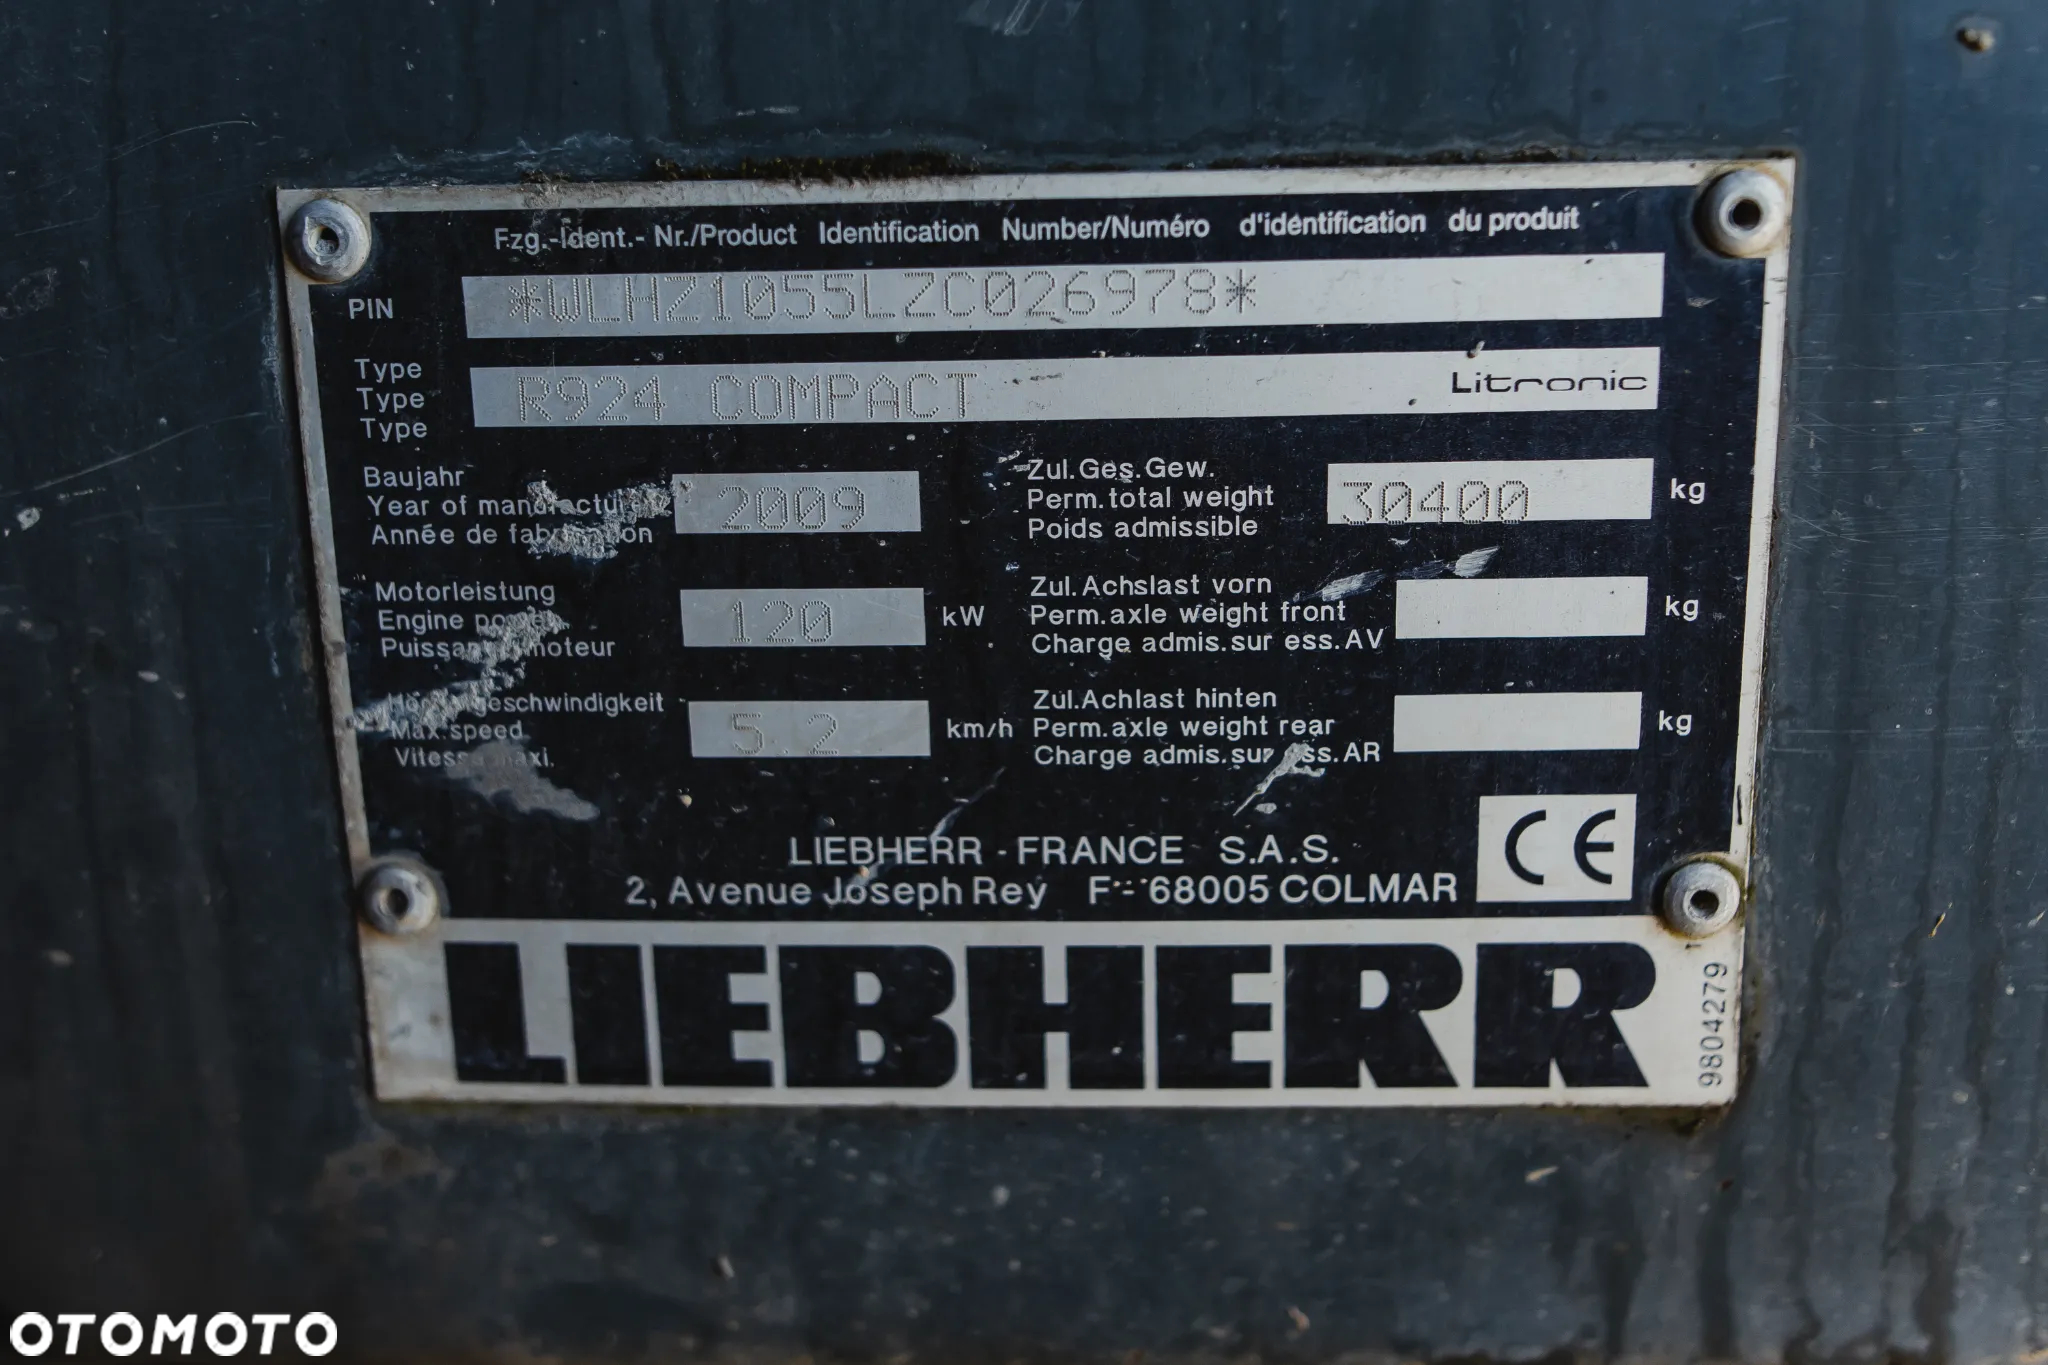 Fzg.-Ident.- Nr./Product Identification Number/Numéro d'identification du produit
PIN *WLHZ1055LZC026978*
Type
Type R924 COMPACT Litronic
Type
Baujahr
Year of manufacture 2009
Année de fabrication
Zul.Ges.Gew.
Perm.total weight 30400 kg
Poids admissible
Motorleistung
Engine power 120 kW
Puissance moteur
Zul.Achslast vorn
Perm.axle weight front kg
Charge admis.sur ess.AV
Höchstgeschwindigkeit
Max.speed 5.2 km/h
Vitesse maxi.
Zul.Achlast hinten
Perm.axle weight rear kg
Charge admis.sur ess.AR
LIEBHERR - FRANCE S.A.S.
2, Avenue Joseph Rey F - 68005 COLMAR
CE
LIEBHERR
98042279
OTOMOTO